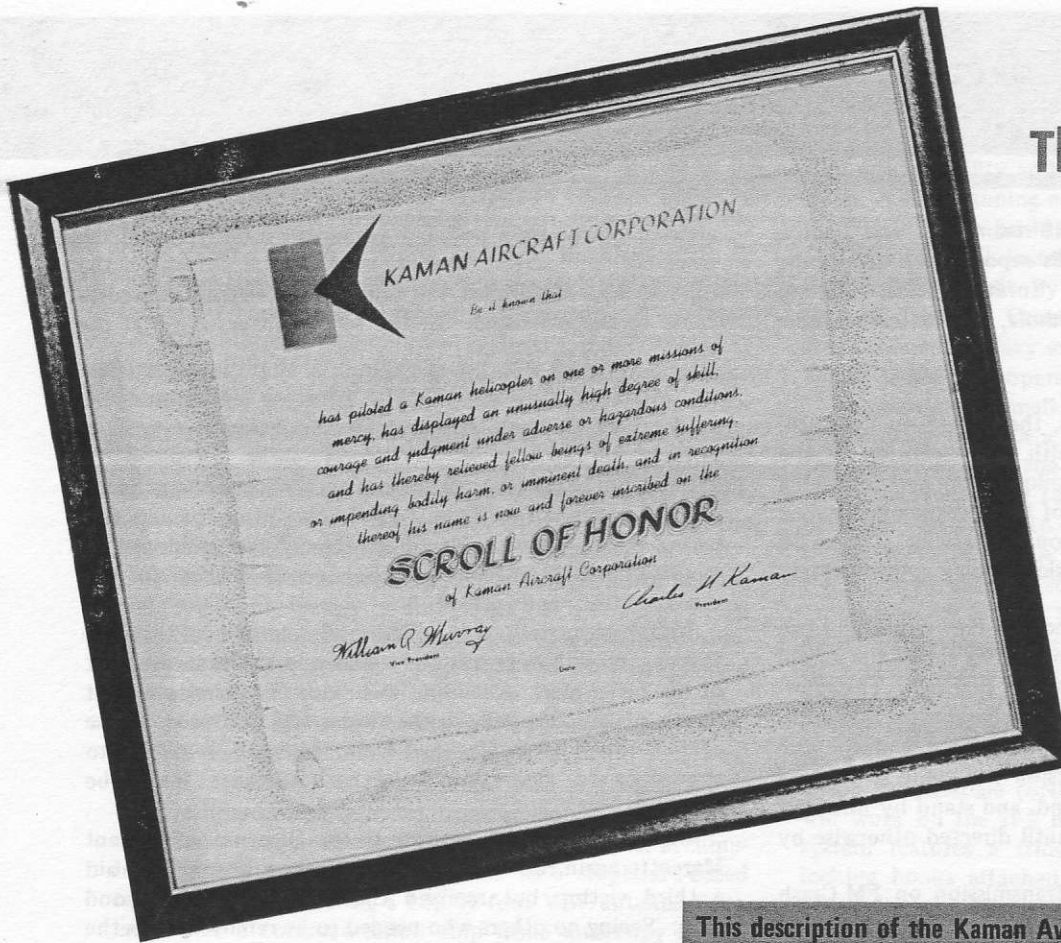 Th
KAMAN AIRCRAFT CORPORATION
Be it known that
has piloted a Kaman helicopter on one or more missions of
mercy, has displayed an unusually high degree of skill,
courage and judgment under adverse or hazardous conditions,
and has thereby relieved fellow beings of extreme suffering,
or impending bodily harm, or imminent death, and in recognition
thereof his name is now and forever inscribed on the
SCROLL OF HONOR
of Kaman Aircraft Corporation
William R. Murray
Vice President
Charles H Kaman
President
Date
This description of the Kaman Av